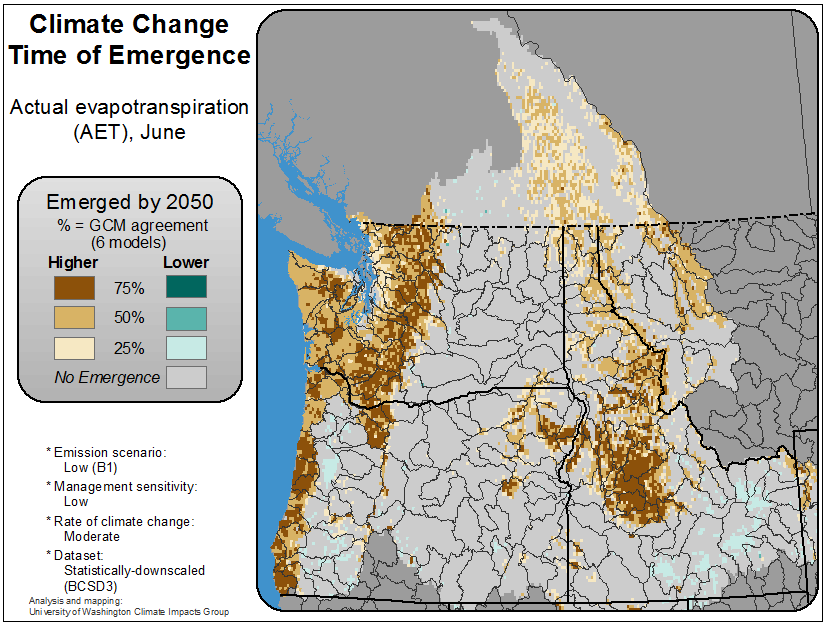 Climate Change
Time of Emergence
Actual evapotranspiration
(AET), June
Emerged by 2050
% = GCM agreement
(6 models)
Higher Lower
75%
50%
25%
No Emergence
* Emission scenario:
Low (B1)
* Management sensitivity:
Low
* Rate of climate change:
Moderate
* Dataset:
Statistically-downscaled
(BCSD3)
Analysis and mapping:
University of Washington Climate Impacts Group